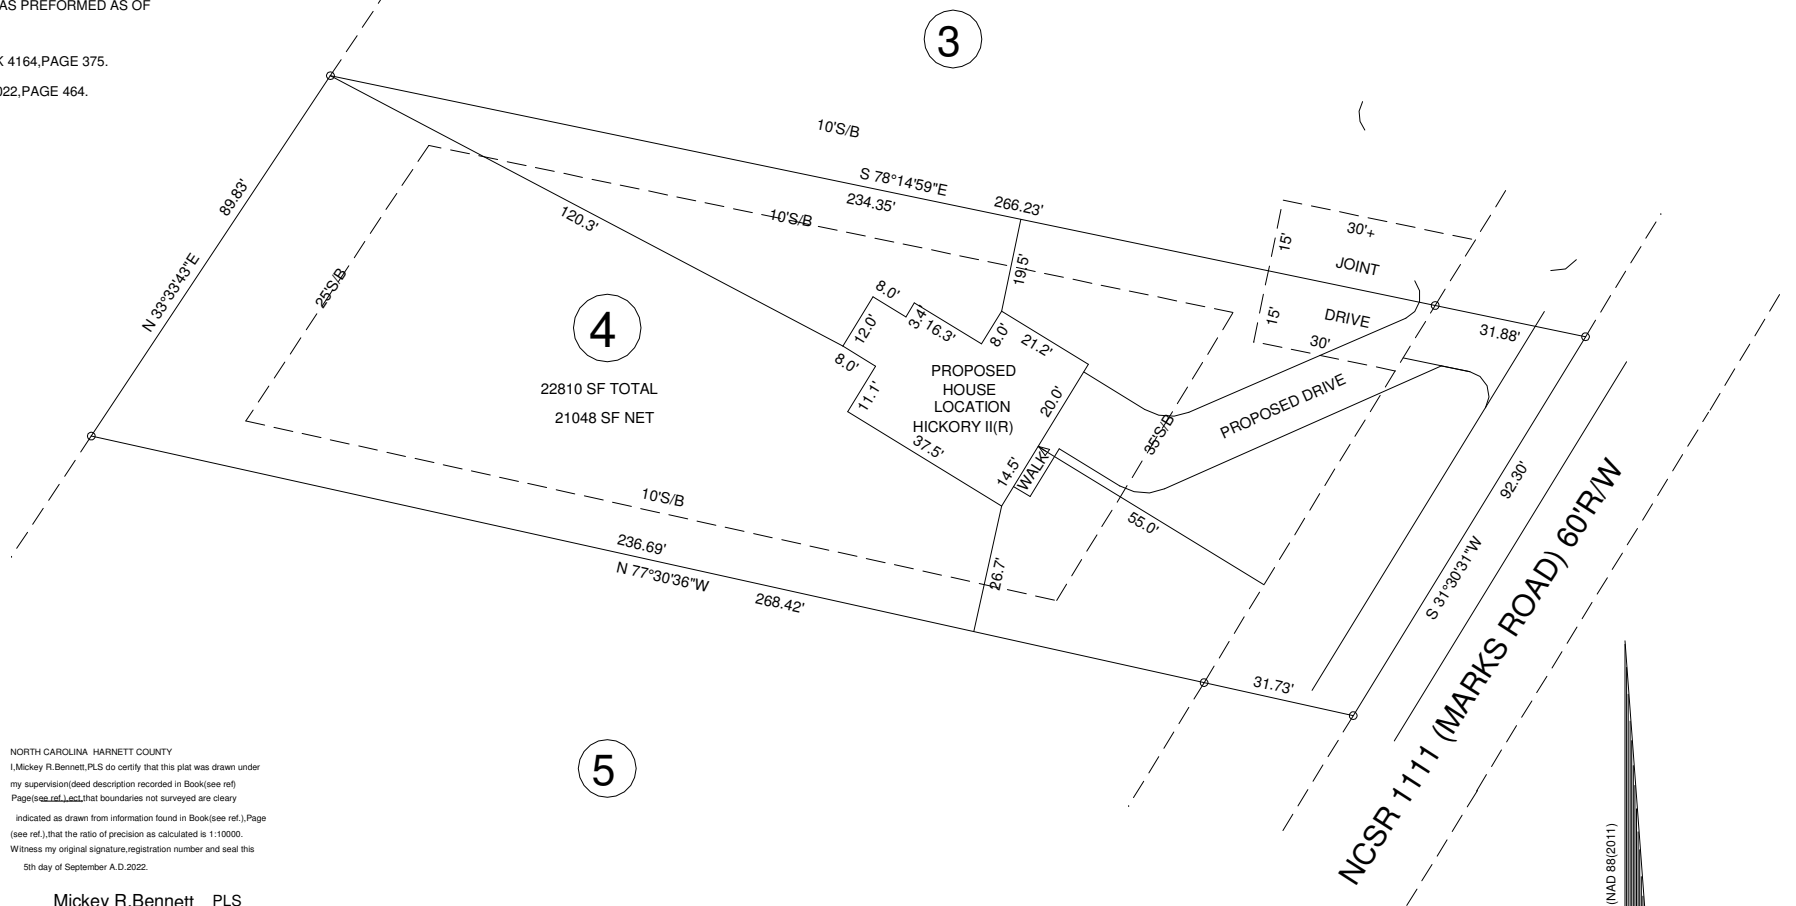 AS PREFORMED AS OF
K 4164,PAGE 375.
022,PAGE 464.
3
10'S/B
S 78°14'59"E
234.35'
266.23'
89.83'
N 33°33'43"E
120.3'
10'S/B
25'S/B
19.5'
30'+
15'
JOINT
15'
DRIVE
30'
31.88'
4
22810 SF TOTAL
21048 SF NET
8.0'
12.0'
3.4'
16.3'
8.0'
21.2'
8.0'
11.1'
PROPOSED
HOUSE
LOCATION
HICKORY II(R)
20.0'
37.5'
14.5'
WALK
PROPOSED DRIVE
35'S/B
55.0'
10'S/B
236.69'
N 77°30'36"W
268.42'
26.7'
31.73'
92.30'
S 31°30'31"W
NCSR 1111 (MARKS ROAD) 60'R/W
5
NORTH CAROLINA HARNETT COUNTY
I,Mickey R.Bennett,PLS do certify that this plat was drawn under
my supervision(deed description recorded in Book(see ref)
Page(see ref.),ect,that boundaries not surveyed are cleary
indicated as drawn from information found in Book(see ref.),Page
(see ref.),that the ratio of precision as calculated is 1:10000.
Witness my original signature,registration number and seal this
5th day of September A.D.2022.
Mickey R.Bennett PLS
(NAD 88(2011)